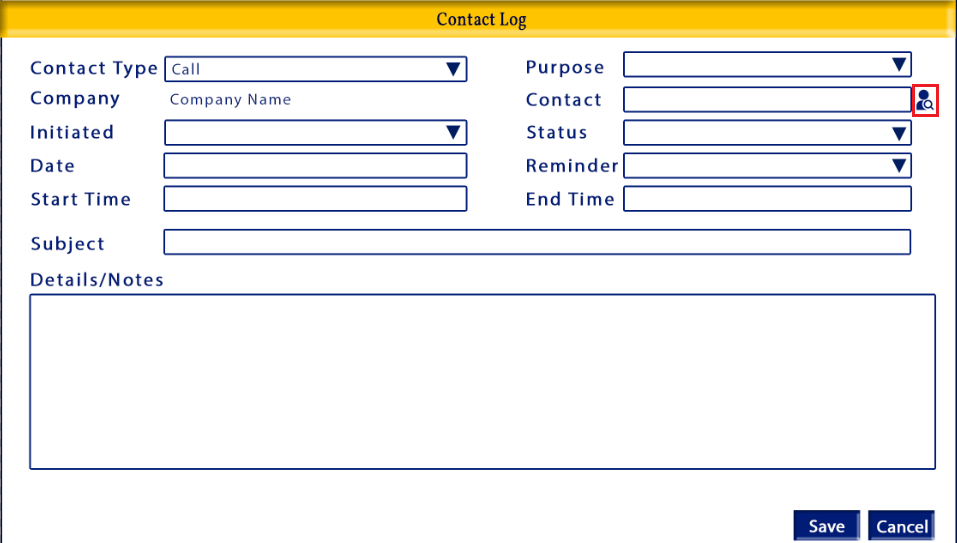 Contact Log
Contact Type Call Purpose
Company Company Name Contact
Initiated Status
Date Reminder
Start Time End Time
Subject
Details/Notes
Save Cancel